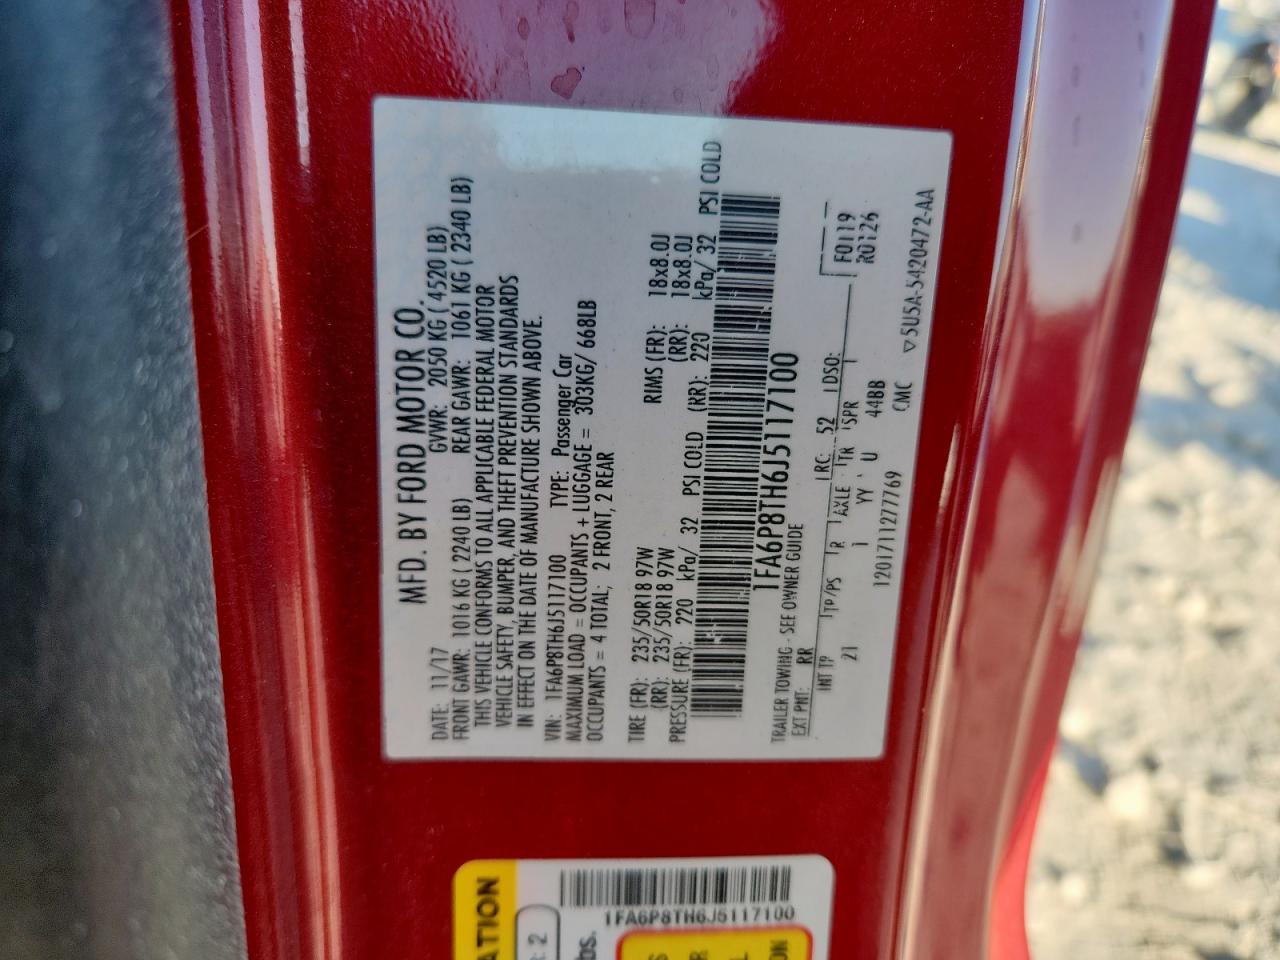 MFD. BY FORD MOTOR CO.
DATE: 11/17 GVWR: 2050 KG ( 4520 LB)
FRONT GAWR: 1016 KG ( 2240 LB) REAR GAWR: 1061 KG ( 2340 LB)
THIS VEHICLE CONFORMS TO ALL APPLICABLE FEDERAL MOTOR
VEHICLE SAFETY, BUMPER, AND THEFT PREVENTION STANDARDS
IN EFFECT ON THE DATE OF MANUFACTURE SHOWN ABOVE.
VIN: 1FA6P8TH6J5117100 TYPE: Passenger Car
MAXIMUM LOAD = OCCUPANTS + LUGGAGE = 303KG/ 668LB
OCCUPANTS = 4 TOTAL; 2 FRONT, 2 REAR
TIRE (FR): 235/50R18 97W RIMS (FR): 18x8.0J
(RR): 235/50R18 97W (RR): 18x8.0J
PRESSURE (FR): 220 kPa/ 32 PSI COLD (RR): 220 kPa/ 32 PSI COLD
1FA6P8TH6J5117100
TRAILER TOWING - SEE OWNER GUIDE
EXT PNT: RR RC: 52 DSO: F0119
R0126
INT TP TP/PS R AXLE TR SPR
21 1 YY U 44BB
1201711277769 CMC ▽5U5A-5420472-AA
ATION
R: 2
bs.
1FA6P8TH6J5117100